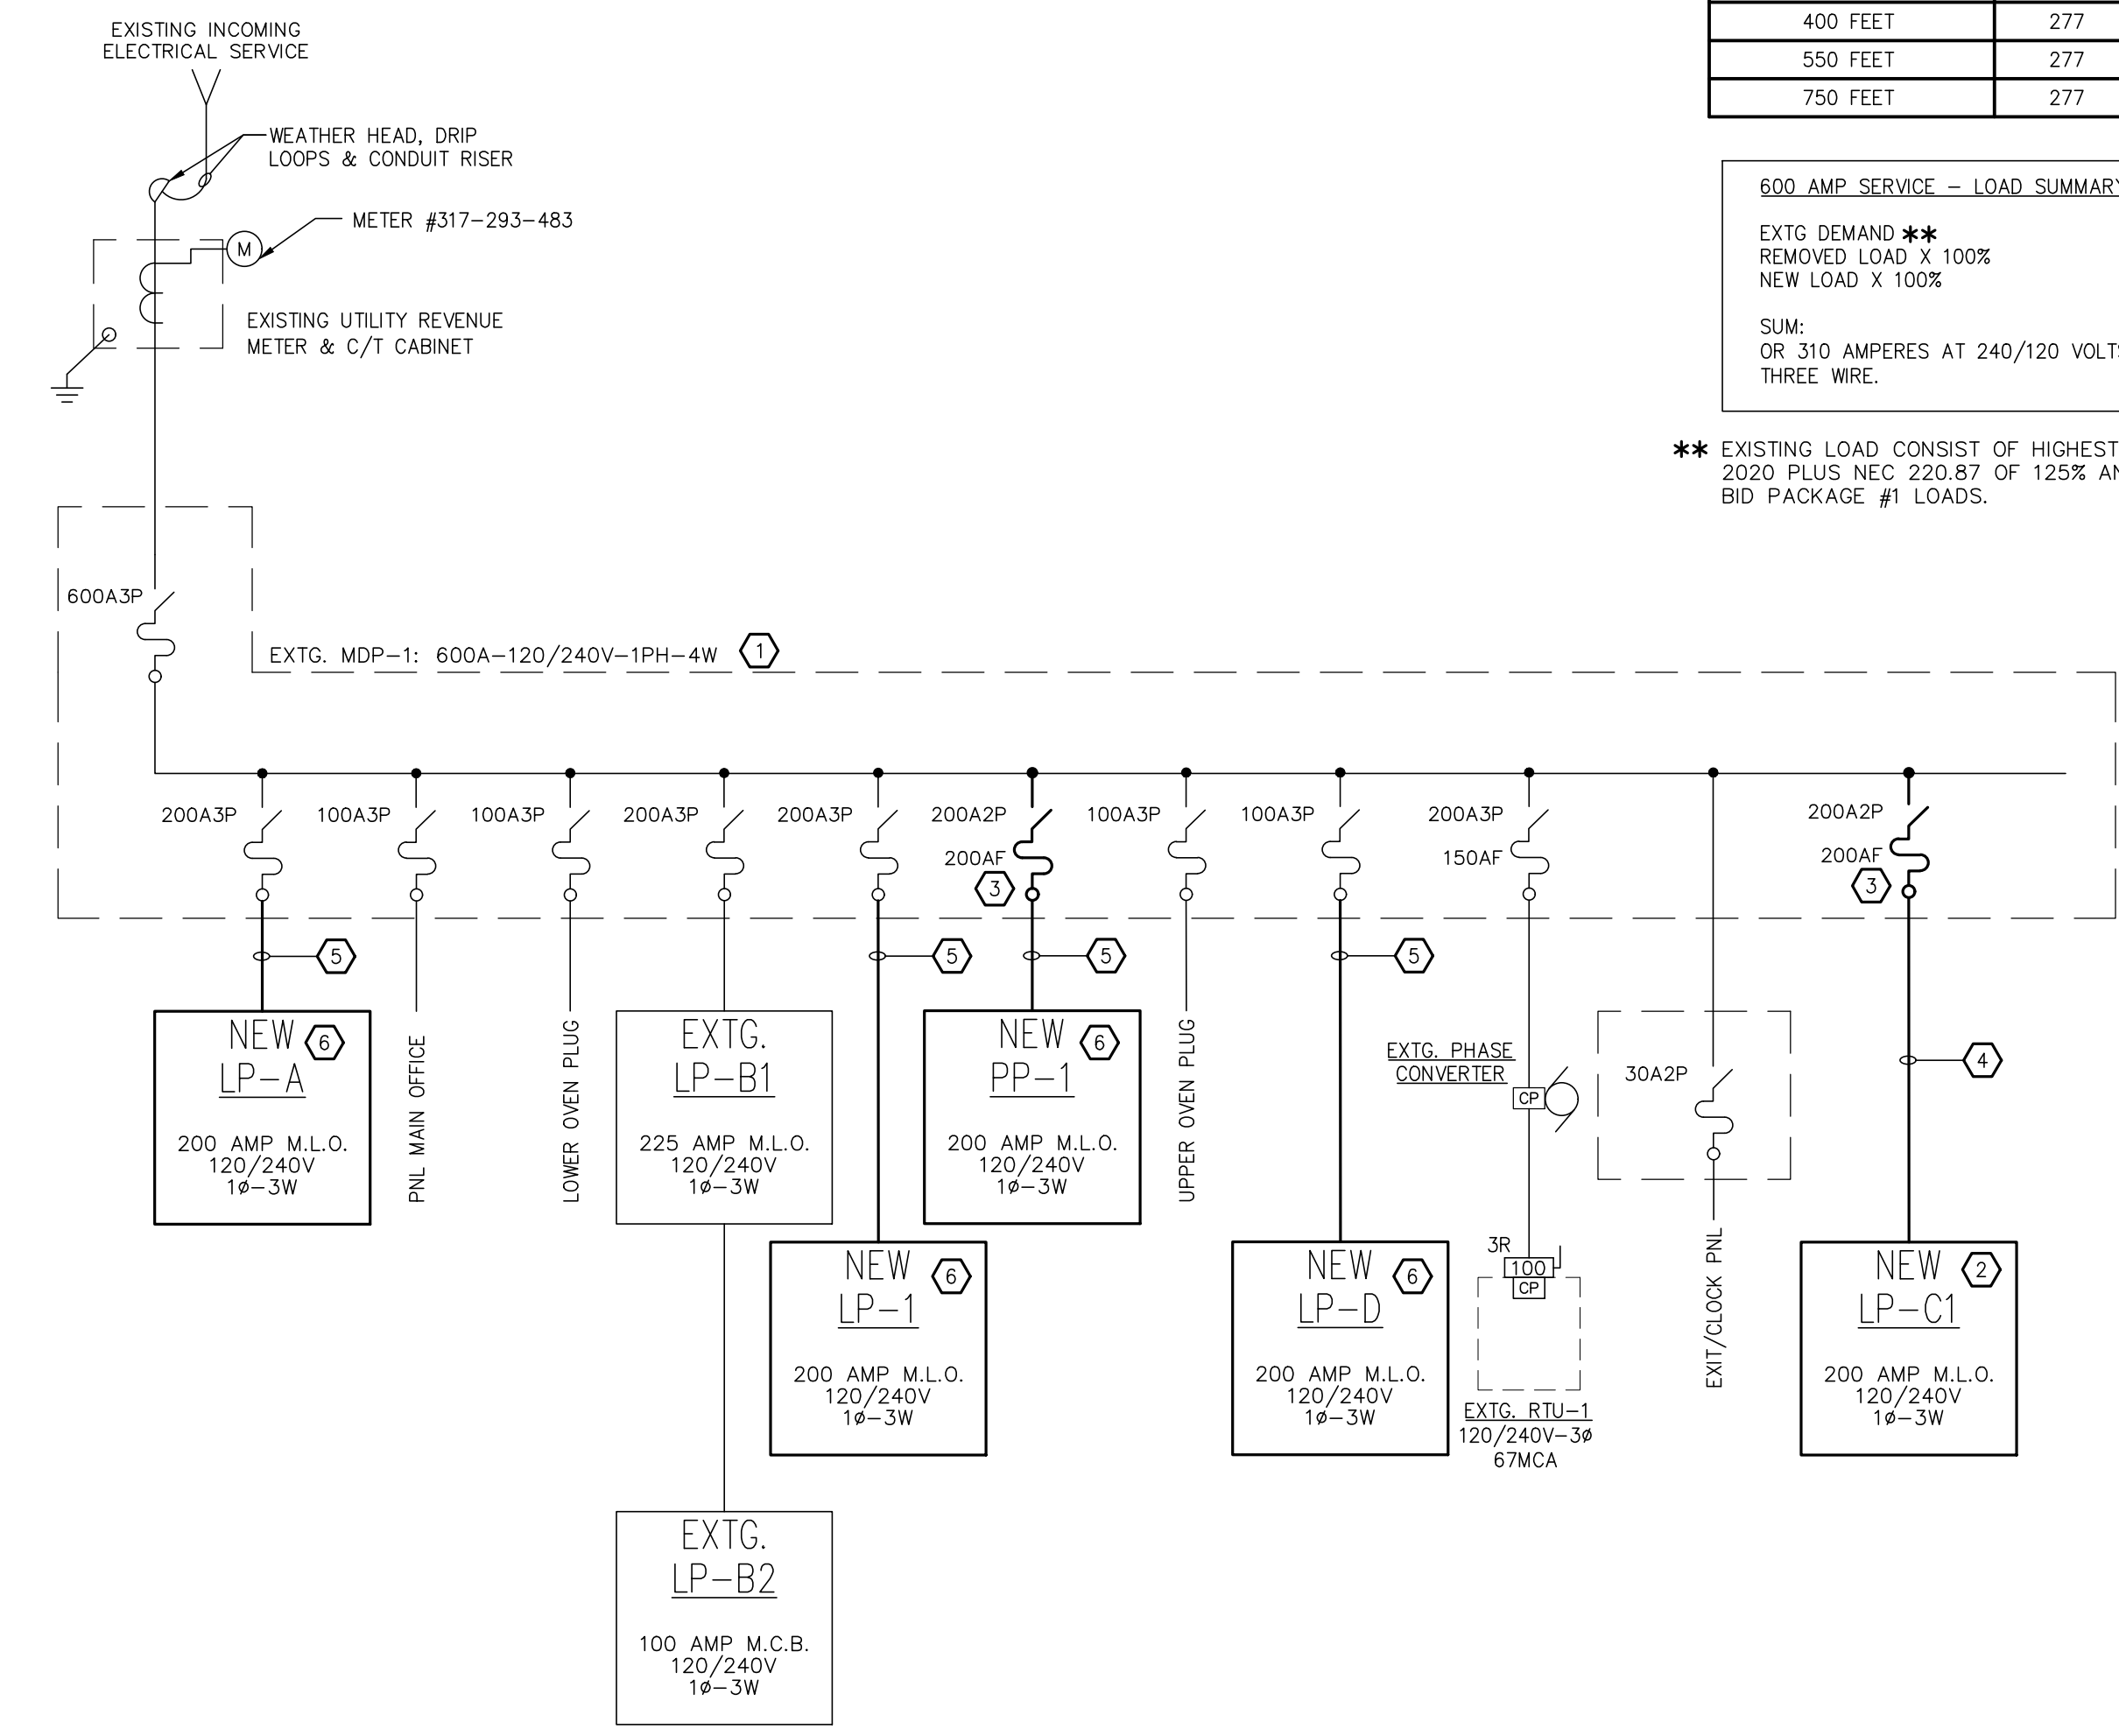 EXISTING INCOMING
ELECTRICAL SERVICE
WEATHER HEAD, DRIP
LOOPS & CONDUIT RISER
METER #317-293-483
M
EXISTING UTILITY REVENUE
METER & C/T CABINET
400 FEET 277
550 FEET 277
750 FEET 277
600 AMP SERVICE - LOAD SUMMARY
EXTG DEMAND **
REMOVED LOAD X 100%
NEW LOAD X 100%
SUM:
OR 310 AMPERES AT 240/120 VOLTS
THREE WIRE.
** EXISTING LOAD CONSIST OF HIGHEST
2020 PLUS NEC 220.87 OF 125%
BID PACKAGE #1 LOADS.
600A3P
EXTG. MDP-1: 600A-120/240V-1PH-4W 1
200A3P
100A3P
100A3P
200A3P
200A3P
200A2P
200AF
3
100A3P
100A3P
200A3P
150AF
200A2P
200AF
3
5
5
5
5
NEW 6
LP-A
200 AMP M.L.O.
120/240V
1ø-3W
PNL MAIN OFFICE
LOWER OVEN PLUG
EXTG.
LP-B1
225 AMP M.L.O.
120/240V
1ø-3W
NEW 6
PP-1
200 AMP M.L.O.
120/240V
1ø-3W
UPPER OVEN PLUG
EXTG. PHASE
CONVERTER
CP
30A2P
4
NEW 6
LP-1
200 AMP M.L.O.
120/240V
1ø-3W
NEW 6
LP-D
200 AMP M.L.O.
120/240V
1ø-3W
3R
100
CP
EXTG. RTU-1
120/240V-3ø
67MCA
EXIT/CLOCK PNL
NEW 2
LP-C1
200 AMP M.L.O.
120/240V
1ø-3W
EXTG.
LP-B2
100 AMP M.C.B.
120/240V
1ø-3W